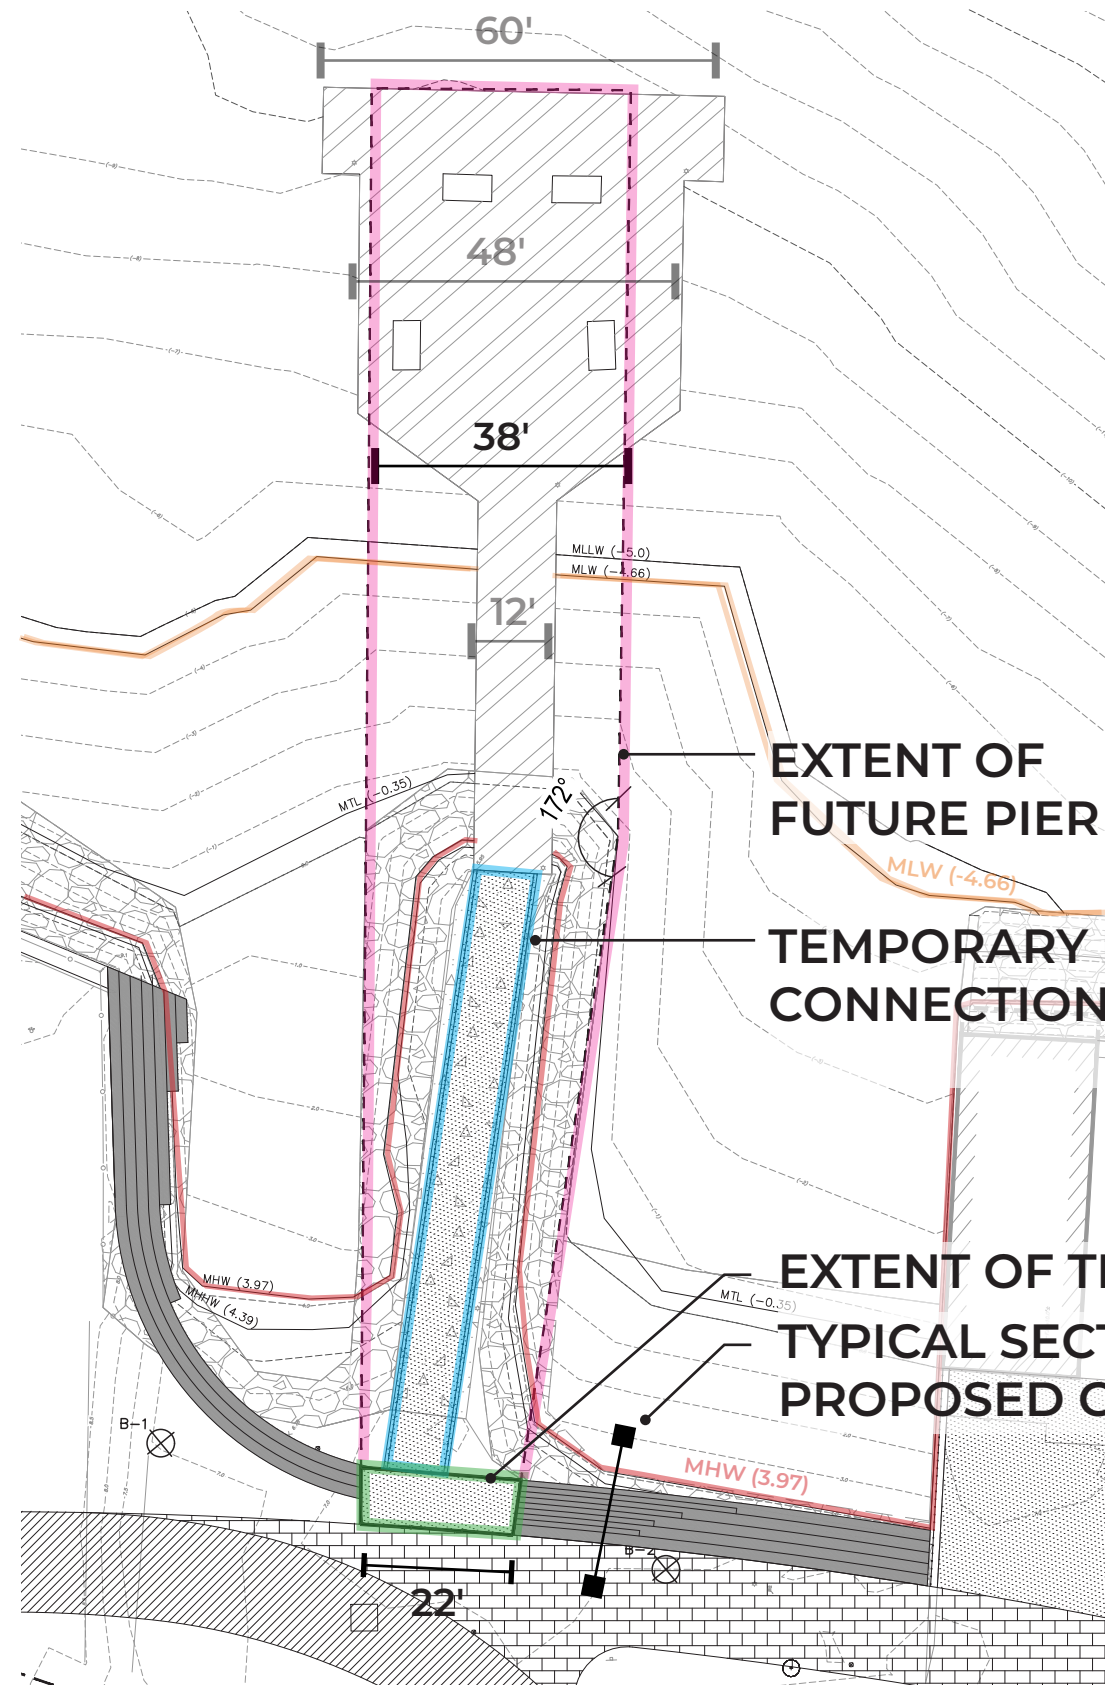 60'
48'
38'
MLLW (-5.0)
MLW (-4.66)
12'
EXTENT OF
FUTURE PIER
MTL (-0.35)
172°
MLW (-4.66)
TEMPORARY
CONNECTION
EXTENT OF
MHW (3.97)
MHHW (4.39)
MTL (-0.35)
TYPICAL
PROPOSED
B-1
MHW (3.97)
B-2
22'